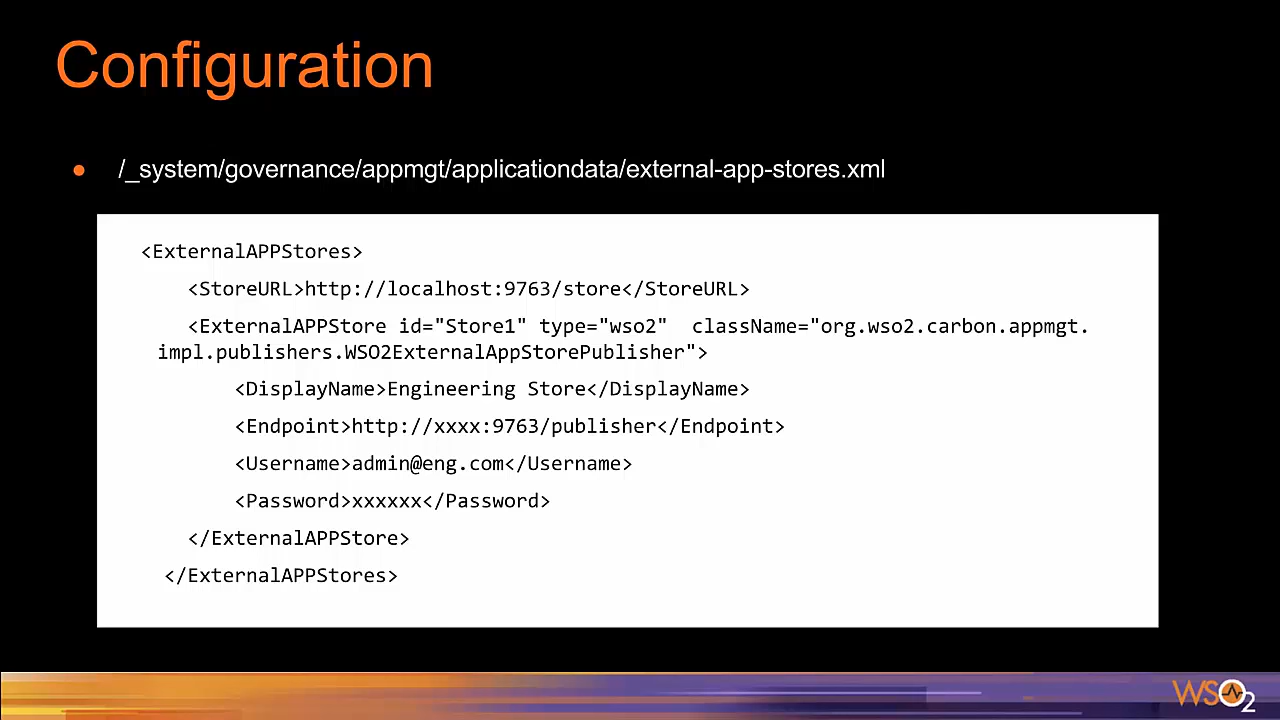 Configuration
● /_system/governance/appmgt/applicationdata/external-app-stores.xml
<ExternalAPPStores>
<StoreURL>http://localhost:9763/store</StoreURL>
<ExternalAPPStore id="Store1" type="wso2" className="org.wso2.carbon.appmgt.
impl.publishers.WSO2ExternalAppStorePublisher">
<DisplayName>Engineering Store</DisplayName>
<Endpoint>http://xxxx:9763/publisher</Endpoint>
<Username>admin@eng.com</Username>
<Password>xxxxxx</Password>
</ExternalAPPStore>
</ExternalAPPStores>
WSO2